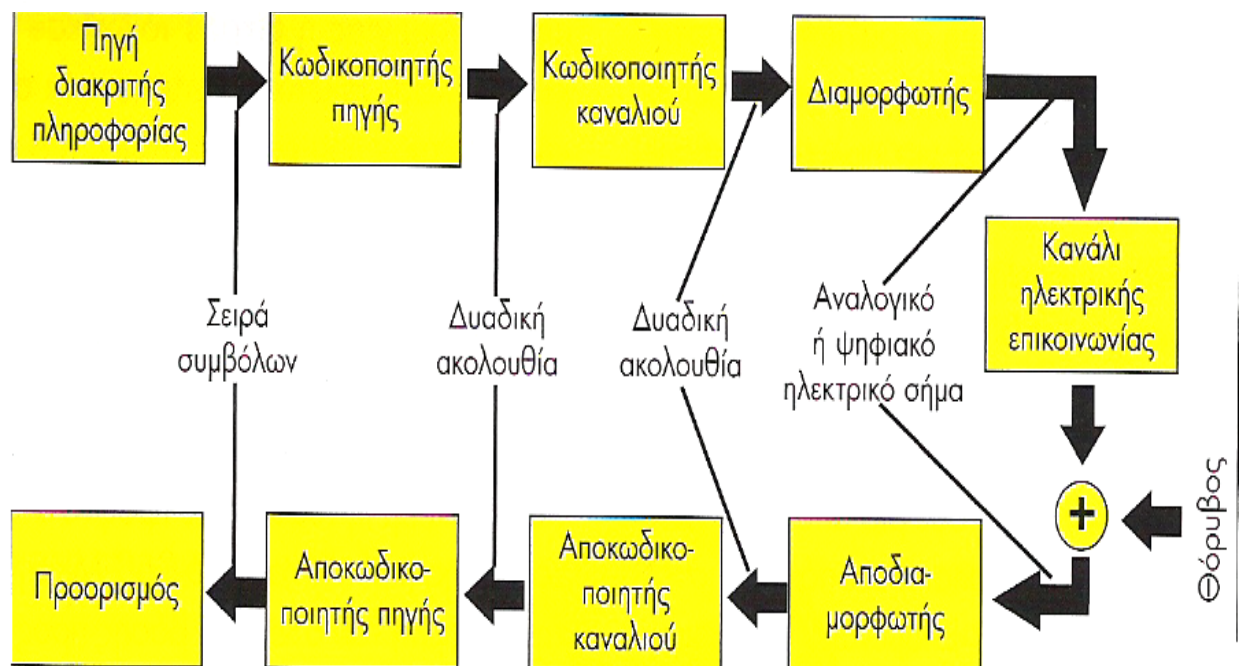 Πηγή
διακριτής
πληροφορίας
Κωδικοποιητής
πηγής
Κωδικοποιητής
καναλιού
Διαμορφωτής
Κανάλι
ηλεκτρικής
επικοινωνίας
Σειρά
συμβόλων
Δυαδική
ακολουθία
Δυαδική
ακολουθία
Αναλογικό
ή ψηφιακό
ηλεκτρικό σήμα
+
Θόρυβος
Προορισμός
Αποκωδικο-
ποιητής πηγής
Αποκωδικο-
ποιητής
καναλιού
Αποδια-
μορφωτής